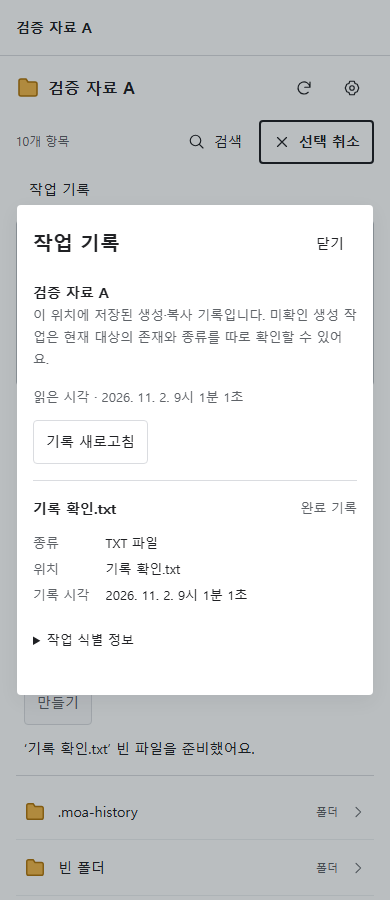 검증 자료 A
검증 자료 A
10개 항목
검색
선택 취소
작업 기록
작업 기록
닫기
검증 자료 A
이 위치에 저장된 생성·복사 기록입니다. 미확인 생성 작
업은 현재 대상의 존재와 종류를 따로 확인할 수 있어
요.
읽은 시각 · 2026. 11. 2. 9시 1분 1초
기록 새로고침
기록 확인.txt
완료 기록
종류 TXT 파일
위치 기록 확인.txt
기록 시각 2026. 11. 2. 9시 1분 1초
▶ 작업 식별 정보
만들기
‘기록 확인.txt’ 빈 파일을 준비했어요.
.moa-history 폴더
빈 폴더 폴더